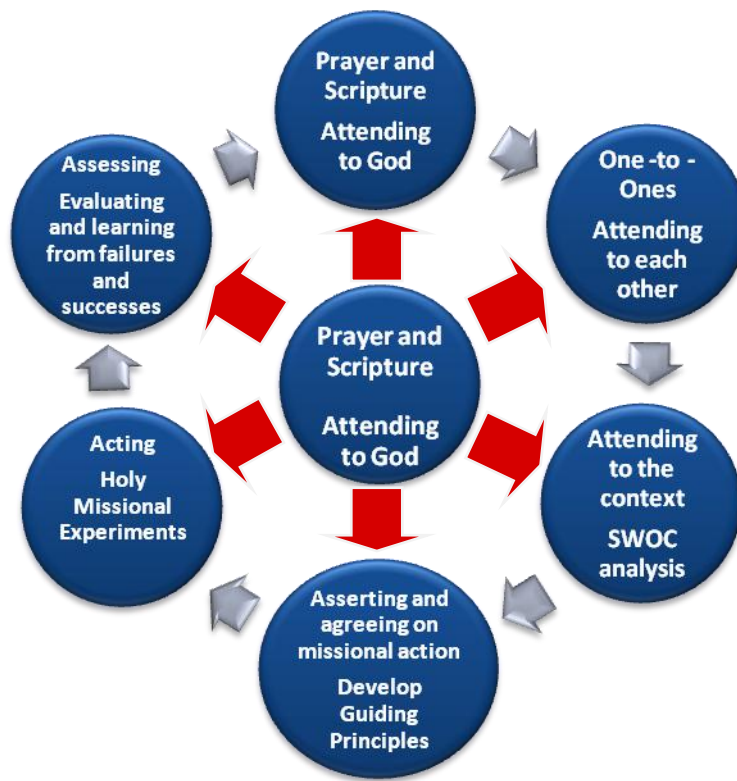 Prayer and
Scripture
Attending
to God
One -to -
Ones
Attending
to each
other
Attending
to the
context
SWOC
analysis
Asserting and
agreeing on
missional action
Develop
Guiding
Principles
Acting
Holy
Missional
Experiments
Assessing
Evaluating
and learning
from failures
and
successes
Prayer and
Scripture
Attending
to God